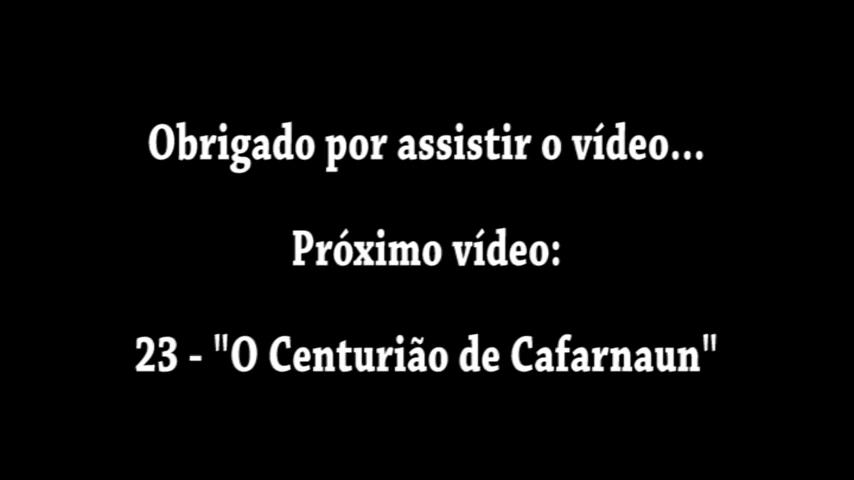 Obrigado por assistir o vídeo...
Próximo vídeo:
23 - "O Centurião de Cafarnaun"